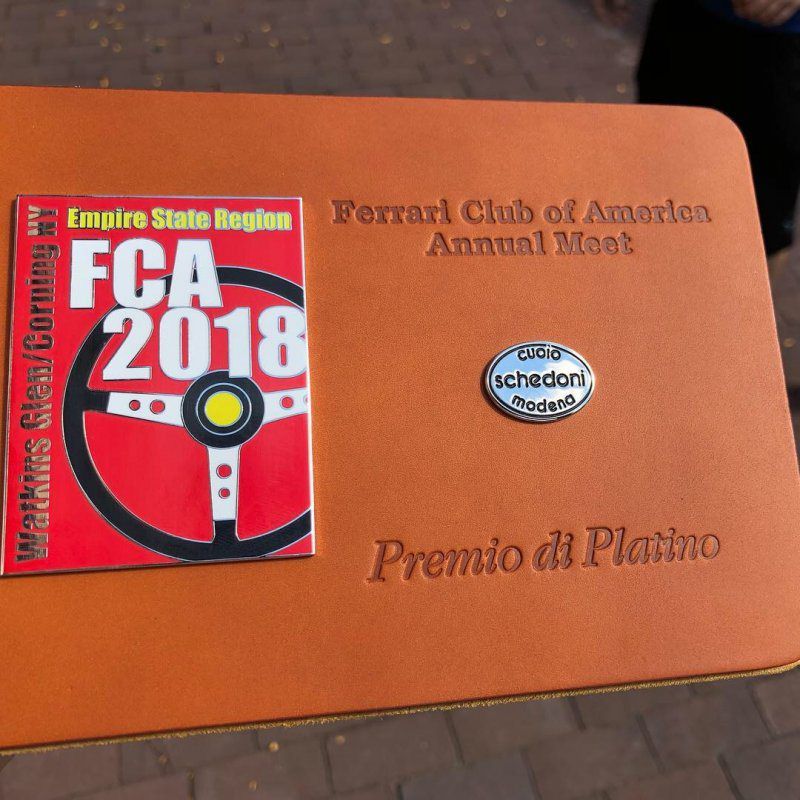 Watkins Glen/Corning NY
Empire State Region
FCA
2018
Ferrari Club of America
Annual Meet
cuoio
schedoni
modena
Premio di Platino